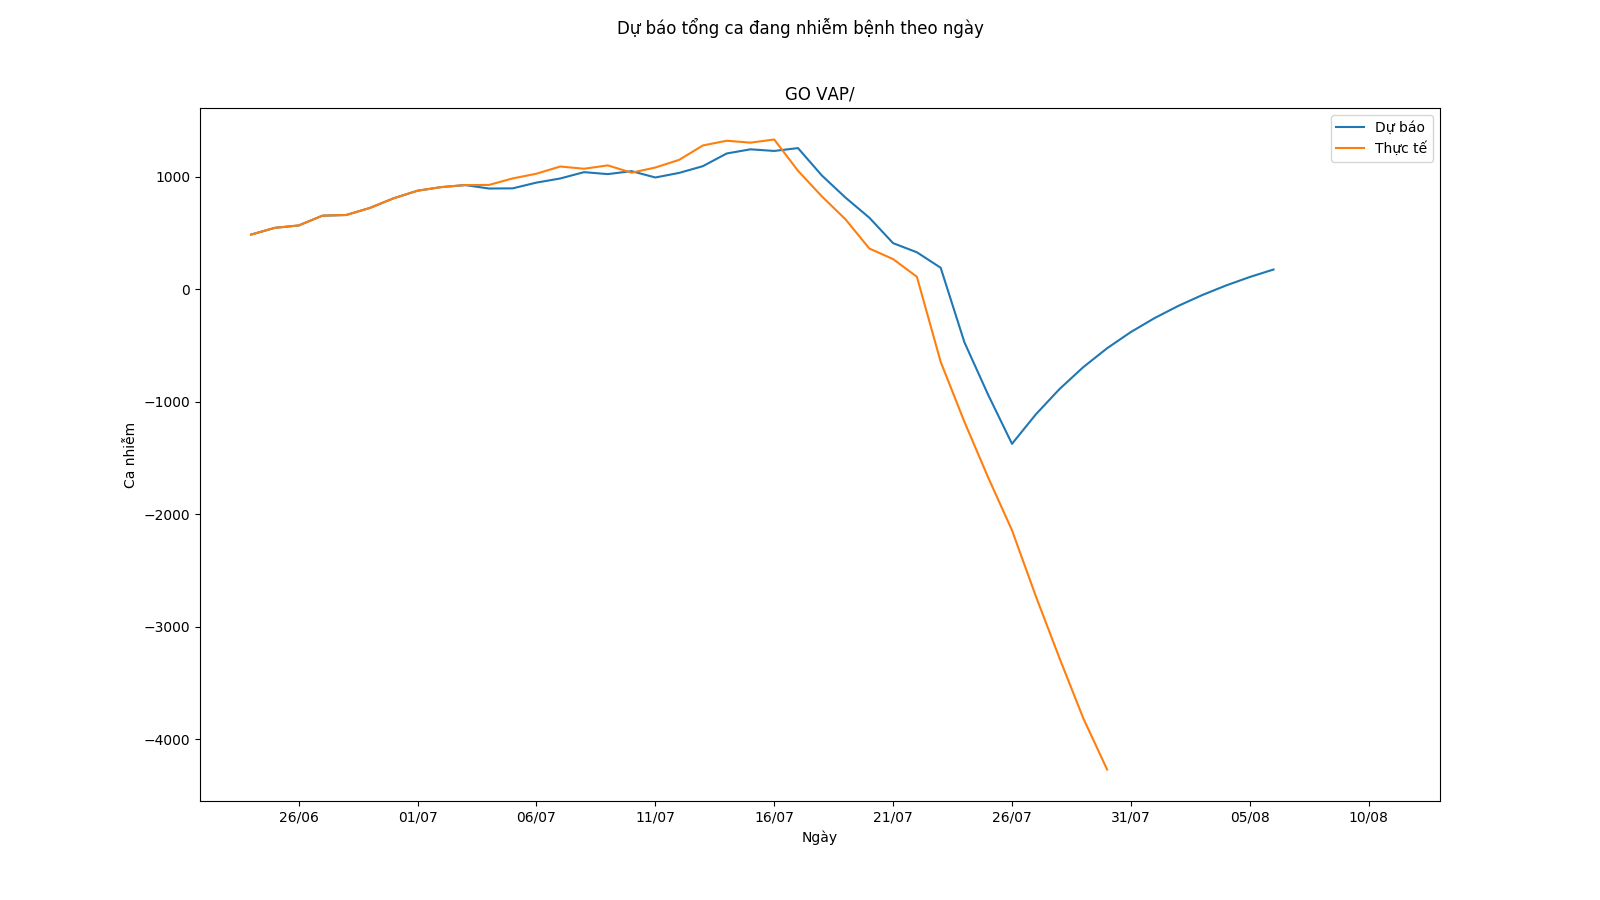 Dự báo tổng ca đang nhiễm bệnh theo ngày
GO VAP/
Dự báo
Thực tế
1000
0
−1000
−2000
−3000
−4000
Ca nhiễm
26/06 01/07 06/07 11/07 16/07 21/07 26/07 31/07 05/08 10/08
Ngày